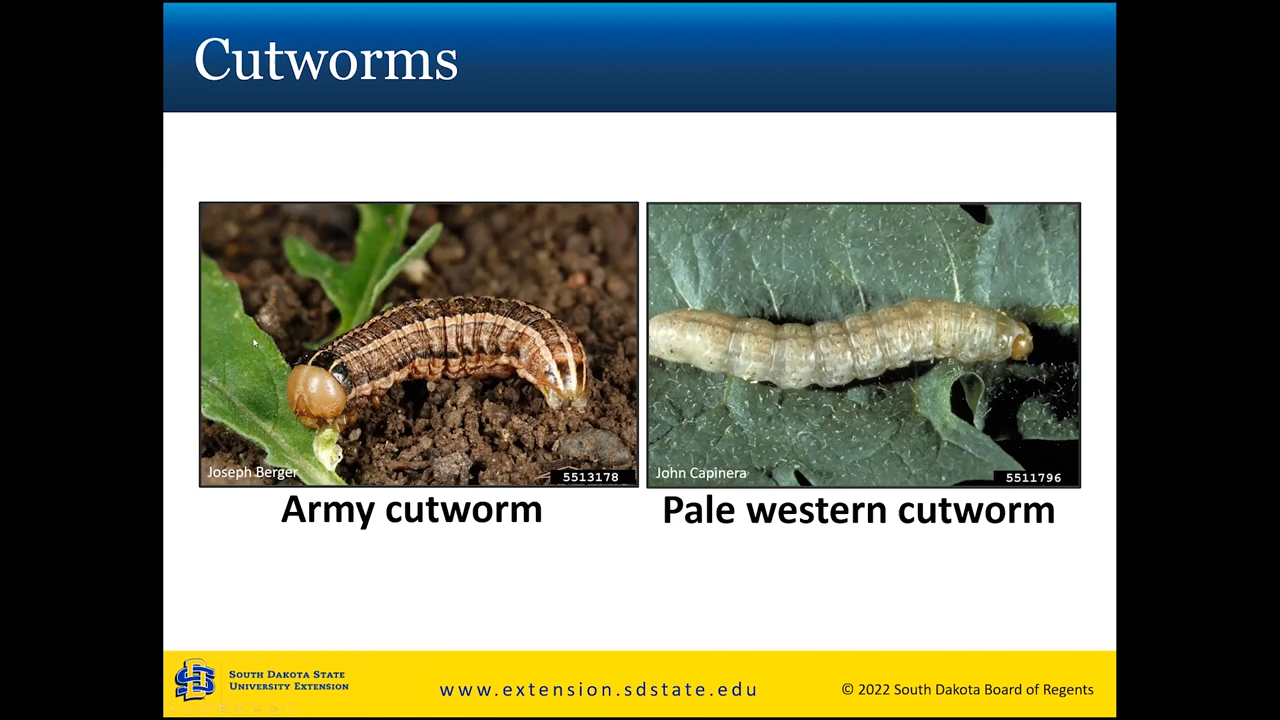 Cutworms
Joseph Berger
5513178
John Capinera
5511796
Army cutworm
Pale western cutworm
SOUTH DAKOTA STATE
UNIVERSITY EXTENSION
www.extension.sdstate.edu
© 2022 South Dakota Board of Regents